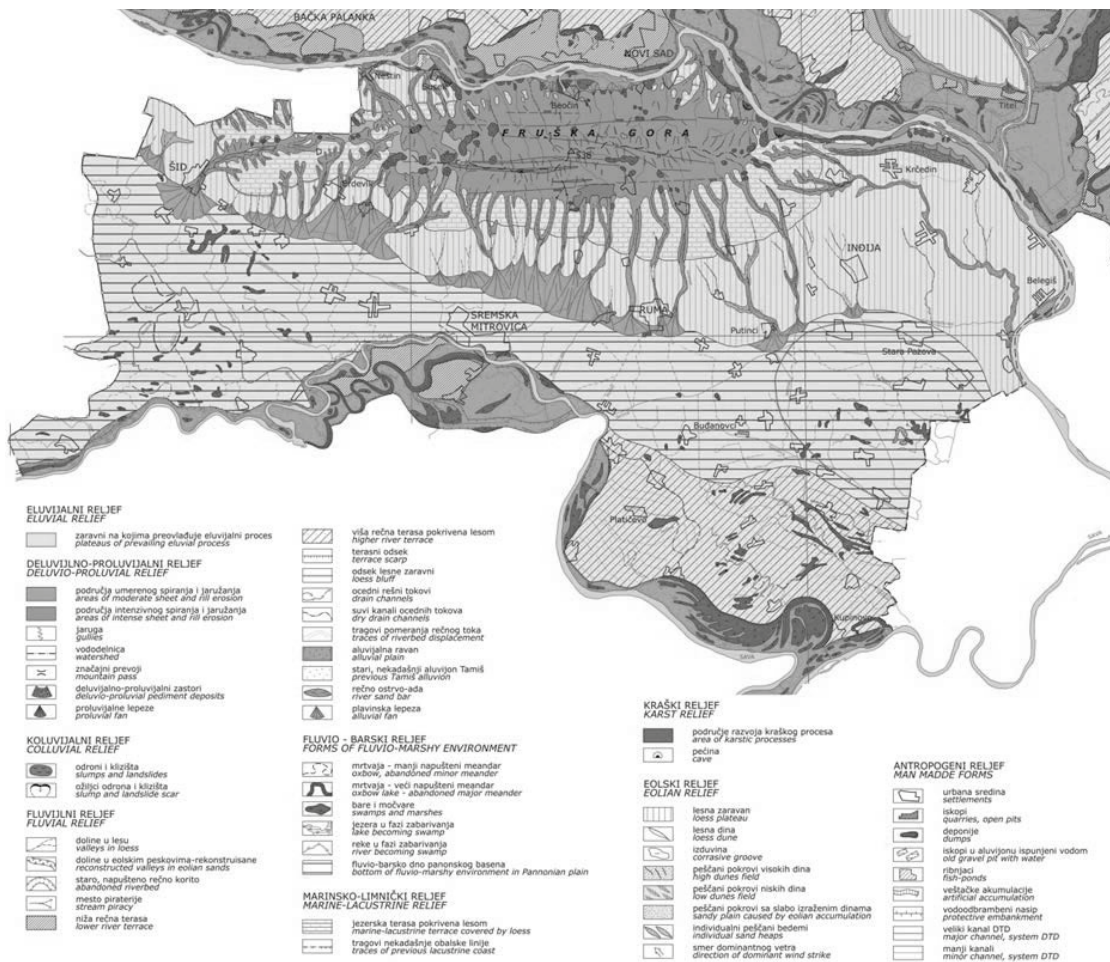 BAČKA PALANKA
NOVI SAD
Neštin
Beočin
Titel
FRUŠKA GORA
ŠID
Erdevik
Krčedin
INĐIJA
Belegiš
SREMSKA
MITROVICA
RUMA
Putinci
Stara Pazova
Buđanovci
Platičevo
Kupinovo
SAVA
SAVA
SAVA
ELUVIJALNI RELJEF
ELUVIAL RELIEF
zaravni na kojima preovlađuje eluvijalni proces
plateaus of prevailing eluvial process
DELUVIJLNO-PROLUVIJALNI RELJEF
DELUVIO-PROLUVIAL RELIEF
područja umerenog spiranja i jaružanja
areas of moderate sheet and rill erosion
područja intenzivnog spiranja i jaružanja
areas of intense sheet and rill erosion
jaruga
gullies
vododelnica
watershed
značajni prevoji
mountain pass
deluvijalno-proluvijalni zastori
deluvio-proluvial pediment deposits
proluvijalne lepeze
proluvial fan
KOLUVIJALNI RELJEF
COLLUVIAL RELIEF
odroni i klizišta
slumps and landslides
ožiljci odrona i klizišta
slump and landslide scar
FLUVIJLNI RELJEF
FLUVIAL RELIEF
doline u lesu
valleys in loess
doline u eolskim peskovima-rekonstruisane
reconstructed valleys in eolian sands
staro, napušteno rečno korito
abandoned riverbed
mesto piraterije
stream piracy
niža rečna terasa
lower river terrace
viša rečna terasa pokrivena lesom
higher river terrace
terasni odsek
terrace scarp
odsek lesne zaravni
loess bluff
ocedni rešni tokovi
drain channels
suvi kanali ocednih tokova
dry drain channels
tragovi pomeranja rečnog toka
traces of riverbed displacement
aluvijalna ravan
alluvial plain
stari, nekadašnji aluvijon Tamiš
previous Tamiš alluvion
rečno ostrvo-ada
river sand bar
plavinska lepeza
alluvial fan
FLUVIO - BARSKI RELJEF
FORMS OF FLUVIO-MARSHY ENVIRONMENT
mrtvaja - manji napušteni meandar
oxbow, abandoned minor meander
mrtvaja - veći napušteni meandar
oxbow lake - abandoned major meander
bare i močvare
swamps and marshes
jezera u fazi zabarivanja
lake becoming swamp
reke u fazi zabarivanja
river becoming swamp
fluvio-barsko dno panonskog basena
bottom of fluvio-marshy environment in Pannonian plain
MARINSKO-LIMNIČKI RELJEF
MARINE-LACUSTRINE RELIEF
jezerska terasa pokrivena lesom
marine-lacustrine terrace covered by loess
tragovi nekadašnje obalske linije
traces of previous lacustrine coast
KRAŠKI RELJEF
KARST RELIEF
područje razvoja kraškog procesa
area of karstic processes
pećina
cave
EOLSKI RELJEF
EOLIAN RELIEF
lesna zaravan
loess plateau
lesna dina
loess dune
izduvina
corrasive groove
peščani pokrovi visokih dina
high dunes field
peščani pokrovi niskih dina
low dunes field
peščani pokrovi sa slabo izraženim dinama
sandy plain caused by eolian accumulation
individualni peščani bedemi
individual sand heaps
smer dominantnog vetra
direction of dominant wind strike
ANTROPOGENI RELJEF
MAN MADDE FORMS
urbana sredina
settlements
iskopi
quarries, open pits
deponije
dumps
iskopi u aluvijonu ispunjeni vodom
old gravel pit with water
ribnjaci
fish-ponds
veštačke akumulacije
artificial accumulation
vodoodbrambeni nasip
protective embankment
veliki kanal DTD
major channel, system DTD
manji kanali
minor channel, system DTD